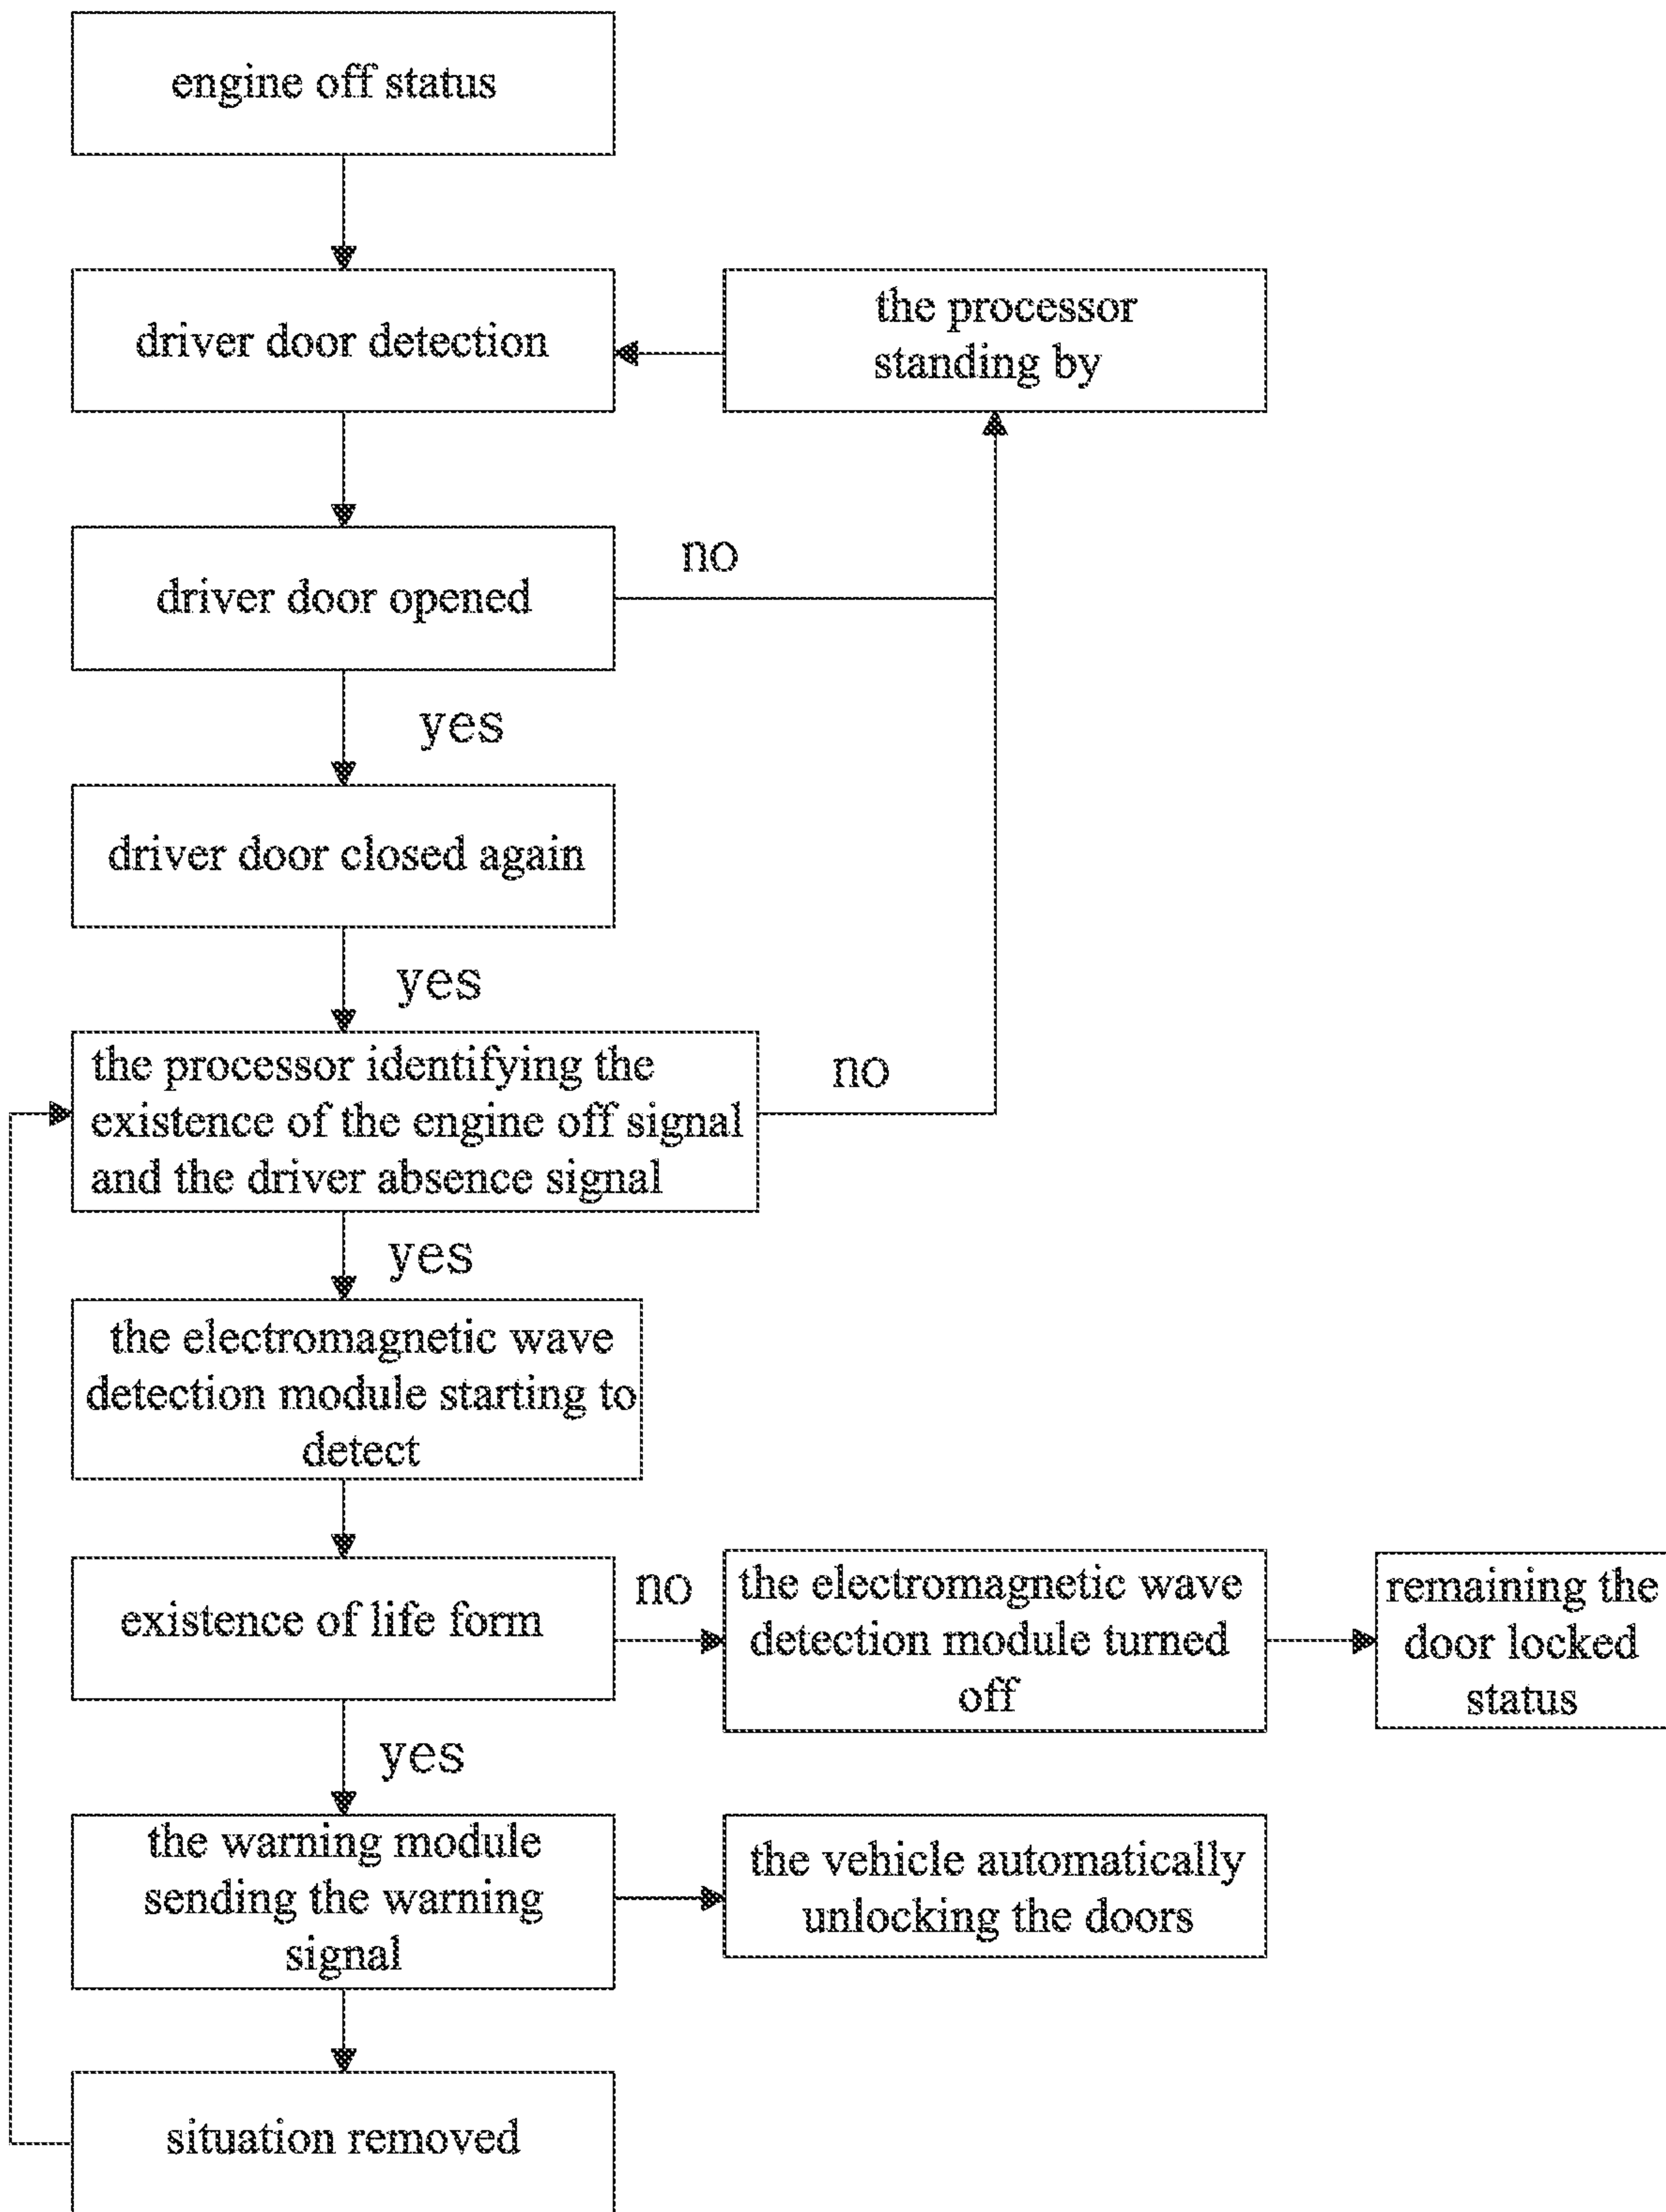 engine off status
driver door detection
the processor
standing by
driver door opened
no
yes
driver door closed again
yes
the processor identifying the
existence of the engine off signal
and the driver absence signal
no
yes
the electromagnetic wave
detection module starting to
detect
existence of life form
no
the electromagnetic wave
detection module turned
off
remaining the
door locked
status
yes
the warning module
sending the warning
signal
the vehicle automatically
unlocking the doors
situation removed